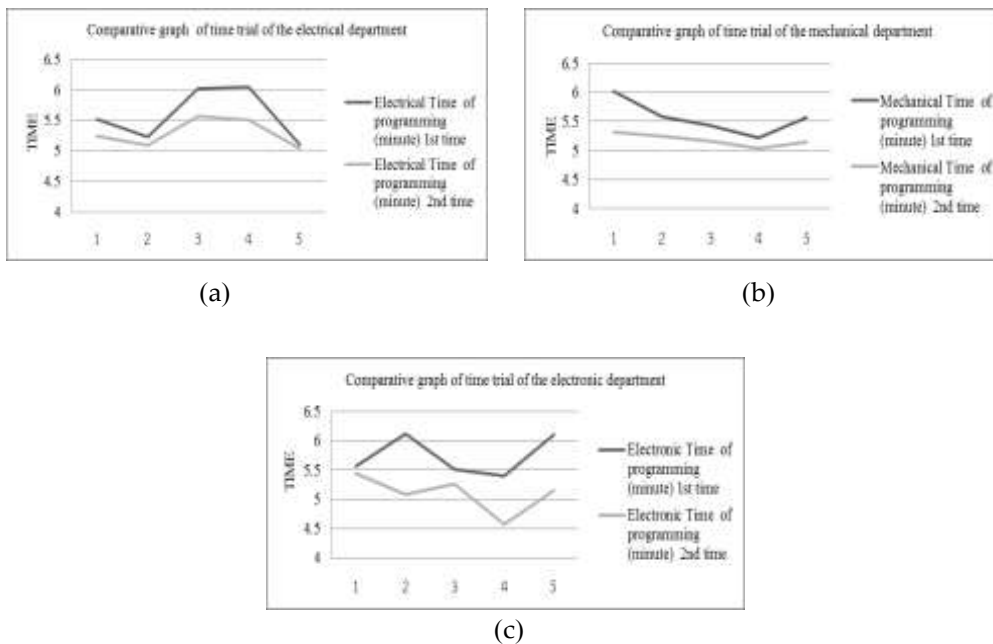 Comparative graph of time trial of the electrical department
6.5
6
5.5
5
4.5
4
TIME
1 2 3 4 5
Electrical Time of
programming
(minute) 1st time
Electrical Time of
programming
(minute) 2nd time
(a)
Comparative graph of time trial of the mechanical department
6.5
6
5.5
5
4.5
4
TIME
1 2 3 4 5
Mechanical Time of
programming
(minute) 1st time
Mechanical Time of
programming
(minute) 2nd time
(b)
Comparative graph of time trial of the electronic department
6.5
6
5.5
5
4.5
4
TIME
1 2 3 4 5
Electronic Time of
programming
(minute) 1st time
Electronic Time of
programming
(minute) 2nd time
(c)